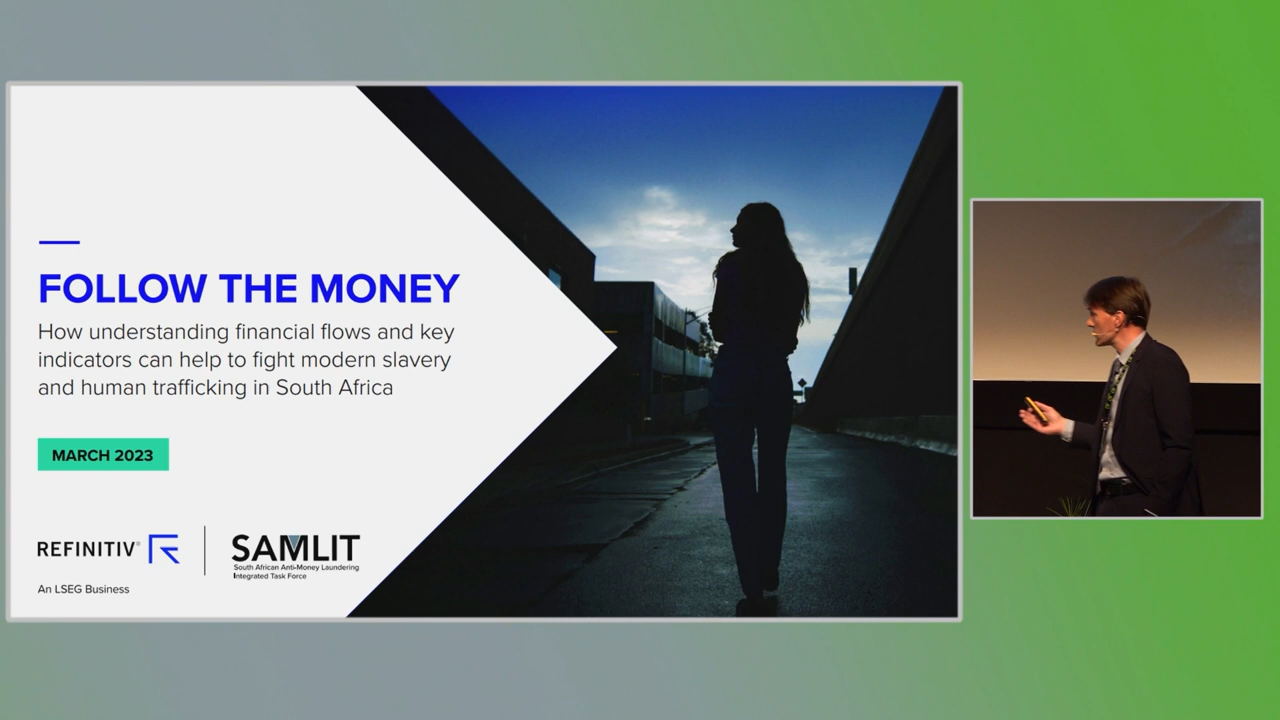 FOLLOW THE MONEY
How understanding financial flows and key
indicators can help to fight modern slavery
and human trafficking in South Africa
MARCH 2023
REFINITIV®
An LSEG Business
SAMLIT
South African Anti-Money Laundering
Integrated Task Force